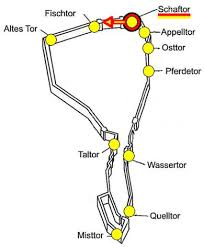 Fischtor
Schaftor
Altes Tor
Appelltor
Osttor
Pferdetor
Taltor
Wassertor
Quelltor
Misttor